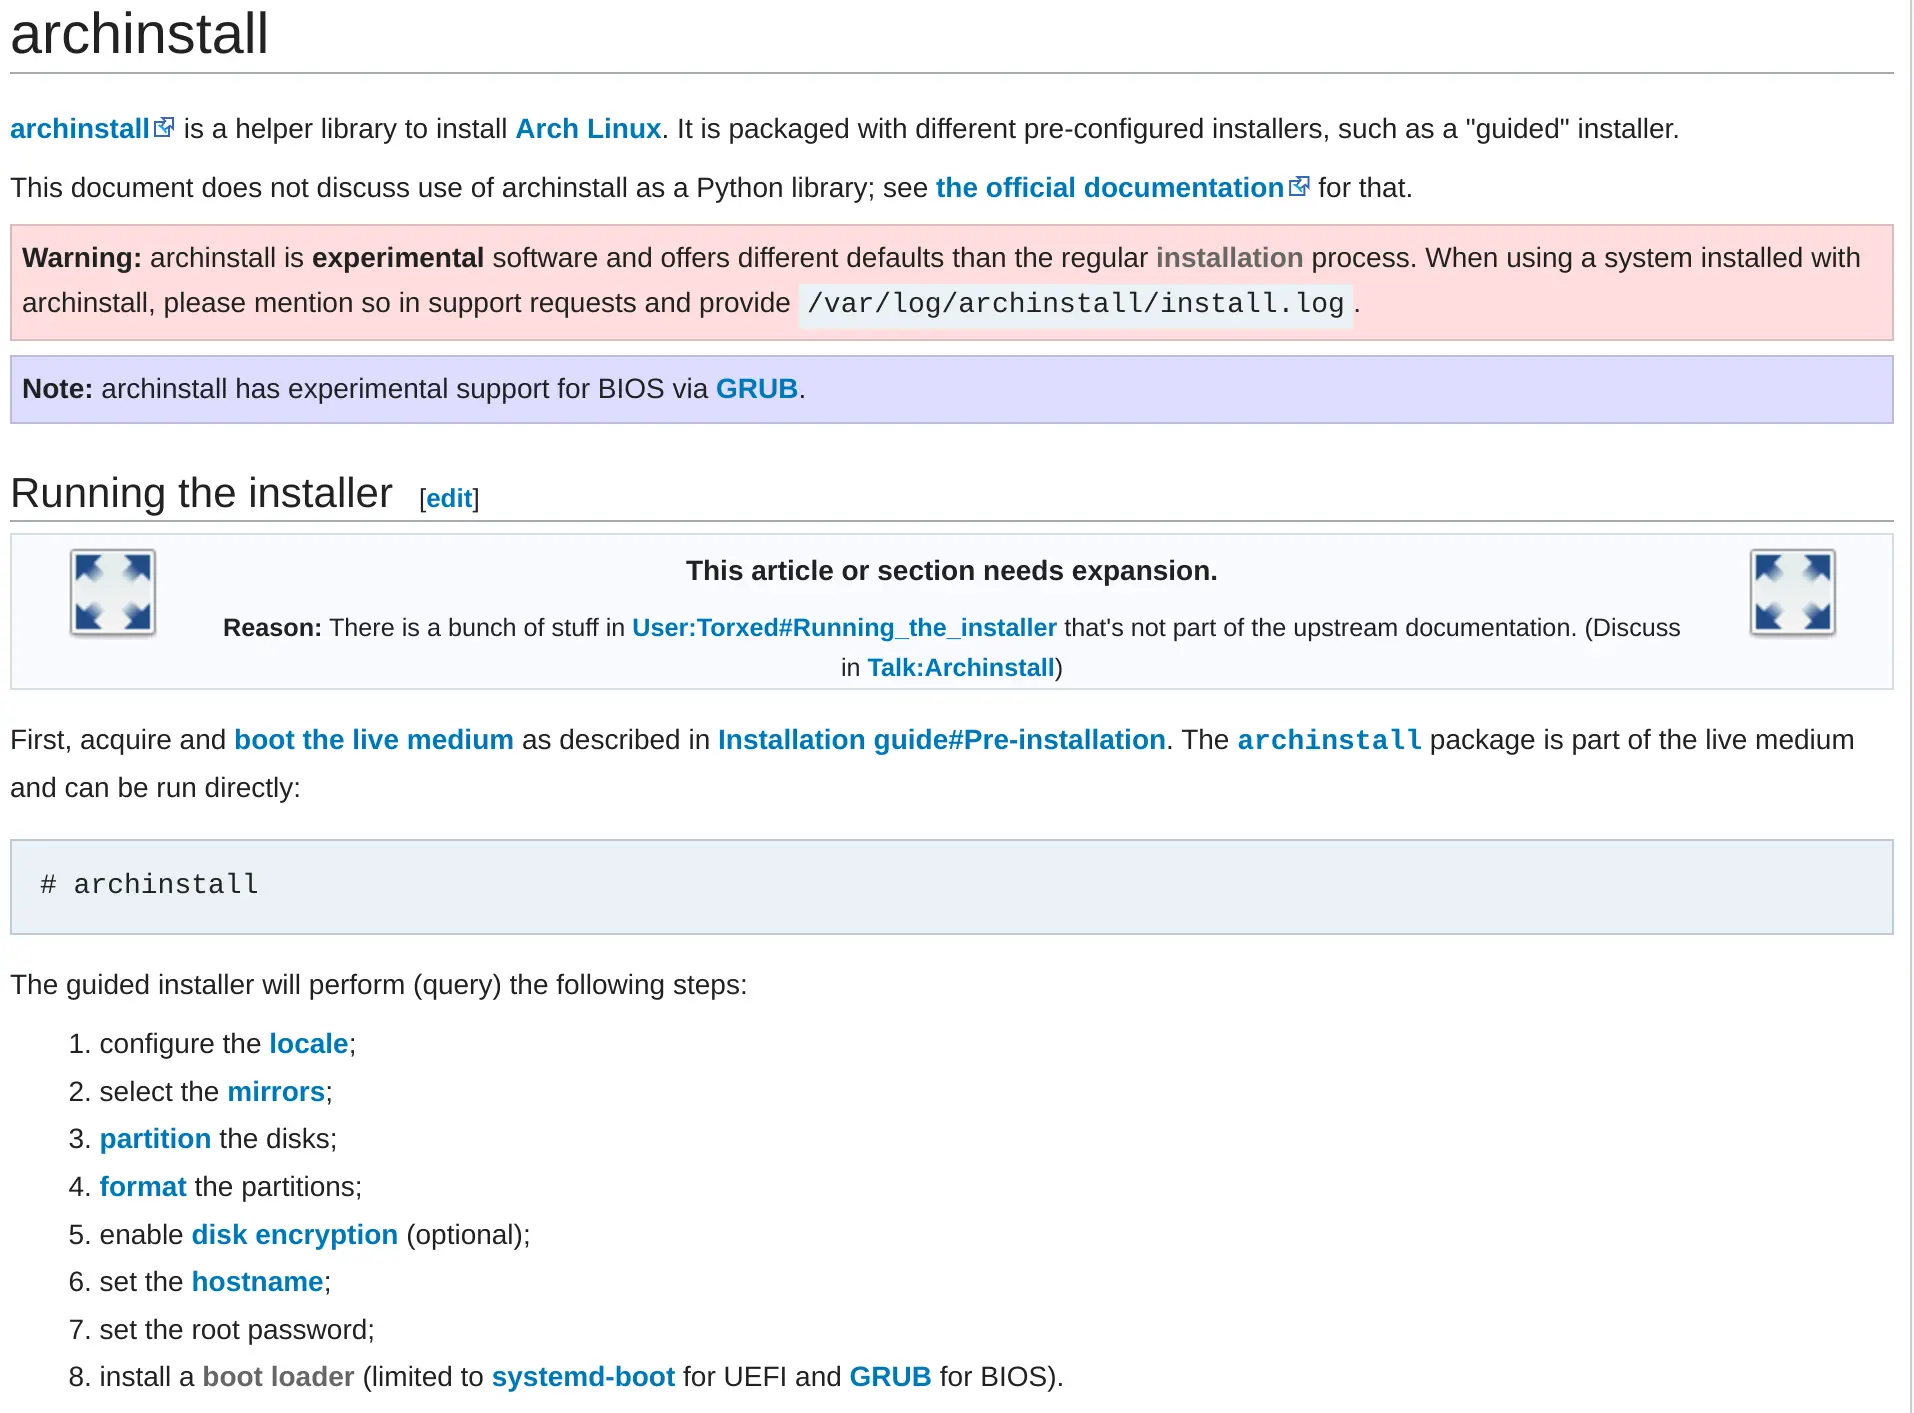 archinstall
archinstall is a helper library to install Arch Linux. It is packaged with different pre-configured installers, such as a "guided" installer.
This document does not discuss use of archinstall as a Python library; see the official documentation for that.
Warning: archinstall is experimental software and offers different defaults than the regular installation process. When using a system installed with
archinstall, please mention so in support requests and provide /var/log/archinstall/install.log.
Note: archinstall has experimental support for BIOS via GRUB.
Running the installer [edit]
This article or section needs expansion.
Reason: There is a bunch of stuff in User:Torxed#Running_the_installer that's not part of the upstream documentation. (Discuss
in Talk:Archinstall)
First, acquire and boot the live medium as described in Installation guide#Pre-installation. The archinstall package is part of the live medium
and can be run directly:
# archinstall
The guided installer will perform (query) the following steps:
1. configure the locale;
2. select the mirrors;
3. partition the disks;
4. format the partitions;
5. enable disk encryption (optional);
6. set the hostname;
7. set the root password;
8. install a boot loader (limited to systemd-boot for UEFI and GRUB for BIOS).